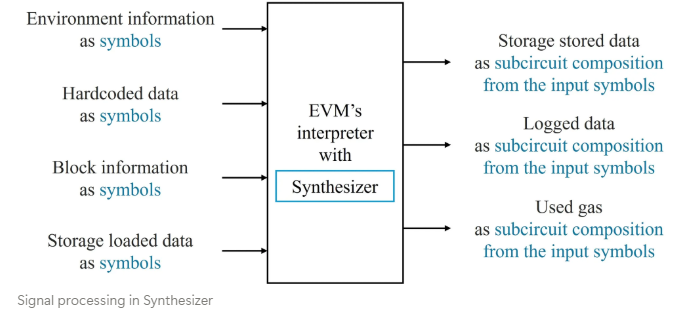 Environment information
as symbols
Hardcoded data
as symbols
Block information
as symbols
Storage loaded data
as symbols
EVM’s
interpreter
with
Synthesizer
Storage stored data
as subcircuit composition
from the input symbols
Logged data
as subcircuit composition
from the input symbols
Used gas
as subcircuit composition
from the input symbols
Signal processing in Synthesizer